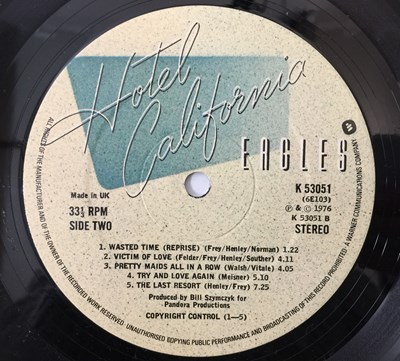 Hotel
California
EAGLES
Made in UK
33⅓ RPM
SIDE TWO
K 53051
(6E103)
℗ & © 1976
K 53051 B
STEREO
1. WASTED TIME (REPRISE) (Frey/Henley/Norman) 1.22
2. VICTIM OF LOVE (Felder/Frey/Henley/Souther) 4.11
3. PRETTY MAIDS ALL IN A ROW (Walsh/Vitale) 4.05
4. TRY AND LOVE AGAIN (Meisner) 5.10
5. THE LAST RESORT (Henley/Frey) 7.25
Produced by Bill Szymczyk for
Pandora Productions
COPYRIGHT CONTROL (1—5)
ALL RIGHTS OF THE MANUFACTURER AND OF THE OWNER OF THE RECORDED WORK RESERVED. UNAUTHORISED COPYING PUBLIC PERFORMANCE AND BROADCASTING OF THIS RECORD PROHIBITED! A WARNER COMMUNICATIONS COMPANY